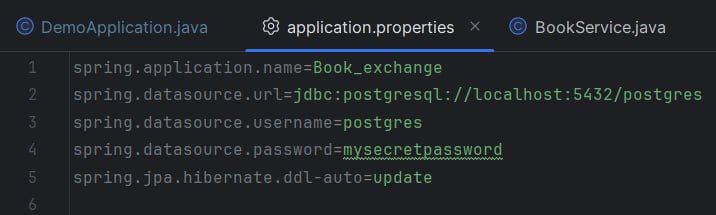 DemoApplication.java application.properties BookService.java
1 spring.application.name=Book_exchange
2 spring.datasource.url=jdbc:postgresql://localhost:5432/postgres
3 spring.datasource.username=postgres
4 spring.datasource.password=mysecretpassword
5 spring.jpa.hibernate.ddl-auto=update
6